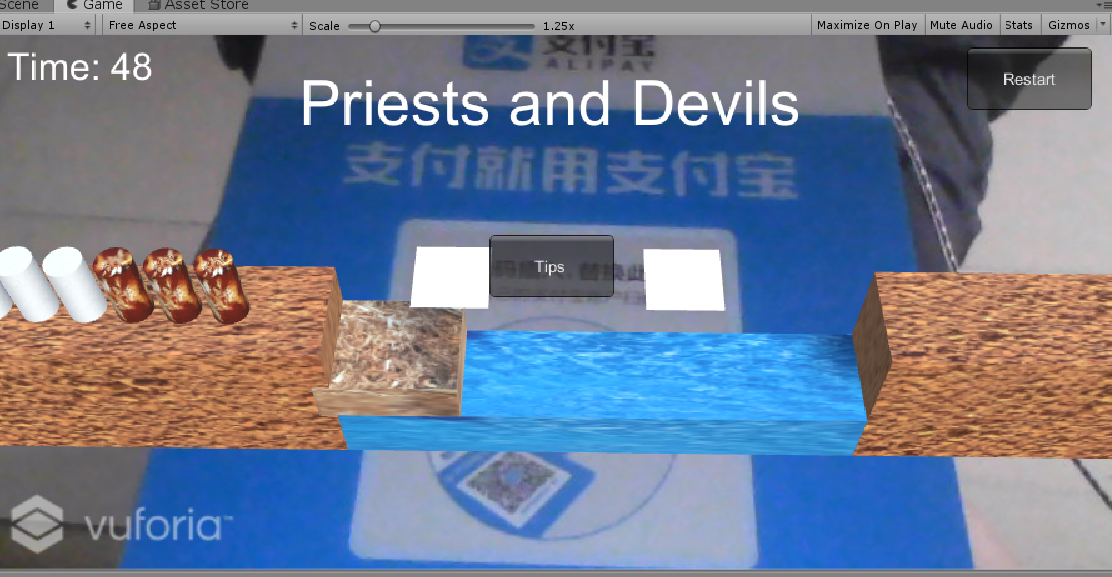 Scene Game Asset Store
Display 1 Free Aspect Scale 1.25x Maximize On Play Mute Audio Stats Gizmos
支付宝
ALIPAY
Time: 48
Restart
Priests and Devils
支付就用支付宝
Tips
vuforia™